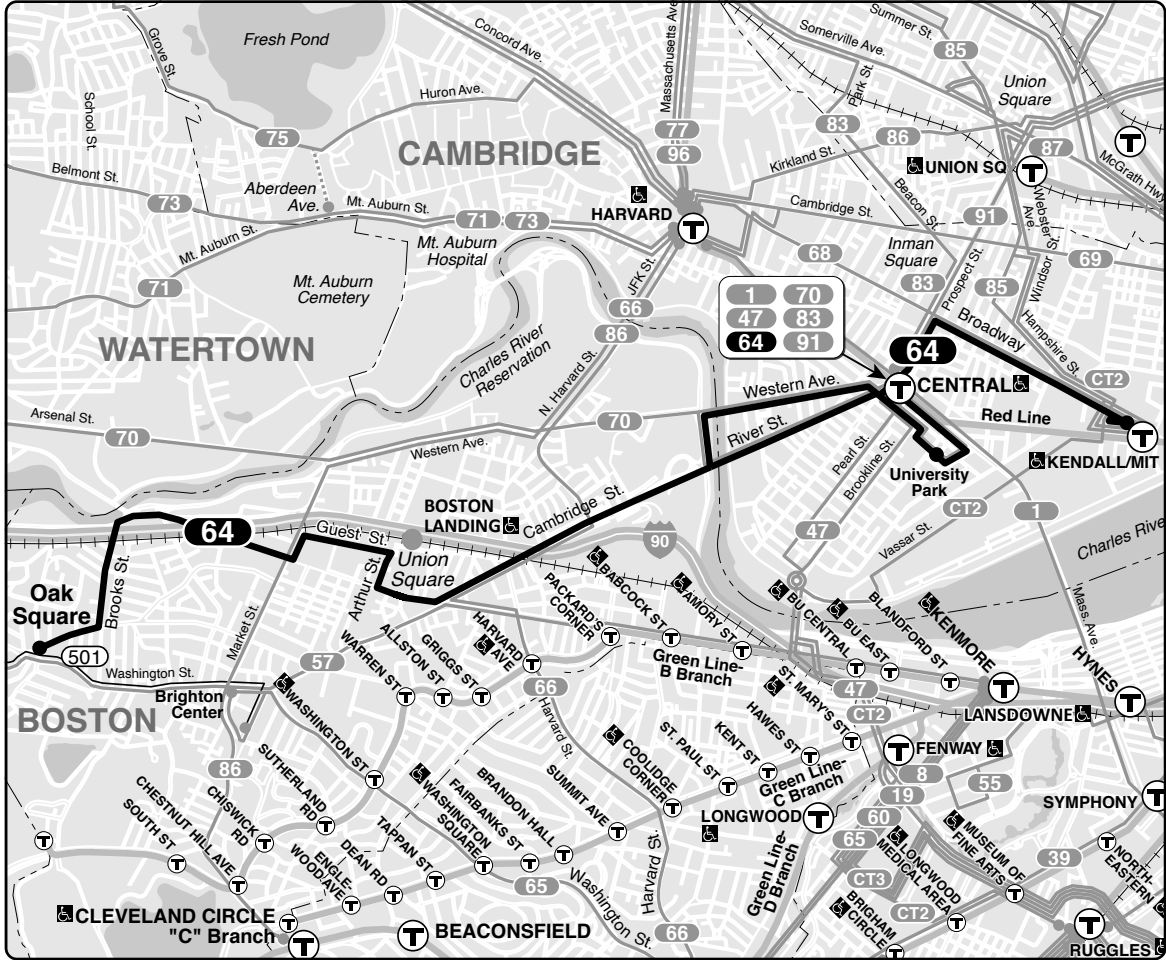 Fresh Pond
Grove St.
School St.
Concord Ave.
Huron Ave.
Massachusetts Ave
Somerville Ave.
Summer St.
85
Park St.
Union
Square
T
77
96
83
86
87
McGrath Hwy
75
CAMBRIDGE
Kirkland St.
UNION SQ
T
Belmont St.
73
Aberdeen
Ave.
Mt. Auburn St.
71
73
HARVARD
T
Cambridge St.
Beacon St.
91
Webster
Ave.
Mt. Auburn St.
Mt. Auburn
Hospital
68
Inman
Square
Windsor St.
69
71
Mt. Auburn
Cemetery
JFK St.
66
86
1
70
47
83
64
91
83
Prospect St.
85
Broadway
Hampshire St.
WATERTOWN
Charles River
Reservation
N. Harvard St.
64
CT2
Western Ave.
T
CENTRAL
Red Line
Arsenal St.
70
70
Western Ave.
River St.
T
KENDALL/MIT
Pearl St.
Brookline St.
University
Park
CT2
1
BOSTON
LANDING
Cambridge St.
64
Guest St.
90
47
Vassar St.
Charles Rive
Union
Square
Oak
Square
Brooks St.
Arthur St.
Market St.
501
Washington St.
57
Brighton
Center
BOSTON
PACKARD'S
CORNER
BABCOCK ST
AMORY ST
BU CENTRAL
BU EAST
BLANDFORD ST
KENMORE
Mass. Ave.
HYNES
WARREN ST
ALLSTON ST
GRIGGS ST
HARVARD
AVE
Green Line-
B Branch
66
Harvard St.
ST. MARY'S ST
47
CT2
LANSDOWNE
WASHINGTON ST
HAWES ST
KENT ST
ST. PAUL ST
COOLIDGE
CORNER
Green Line-
C Branch
T
FENWAY
8
55
19
86
SUTHERLAND
RD
CHISWICK
RD
CHESTNUT HILL AVE
SOUTH ST
WASHINGTON
SQUARE
FAIRBANKS ST
BRANDON HALL
SUMMIT AVE
LONGWOOD
T
SYMPHONY
T
60
65
LONGWOOD
MEDICAL AREA
MUSEUM OF
FINE ARTS
39
NORTH-
EASTERN
TAPPAN ST
DEAN RD
ENGLE-
WOOD AVE
65
Washington St.
Harvard St.
Green Line-
D Branch
CT3
CT2
BRIGHAM
CIRCLE
CLEVELAND CIRCLE
"C" Branch
T
T
BEACONSFIELD
66
T
RUGGLES